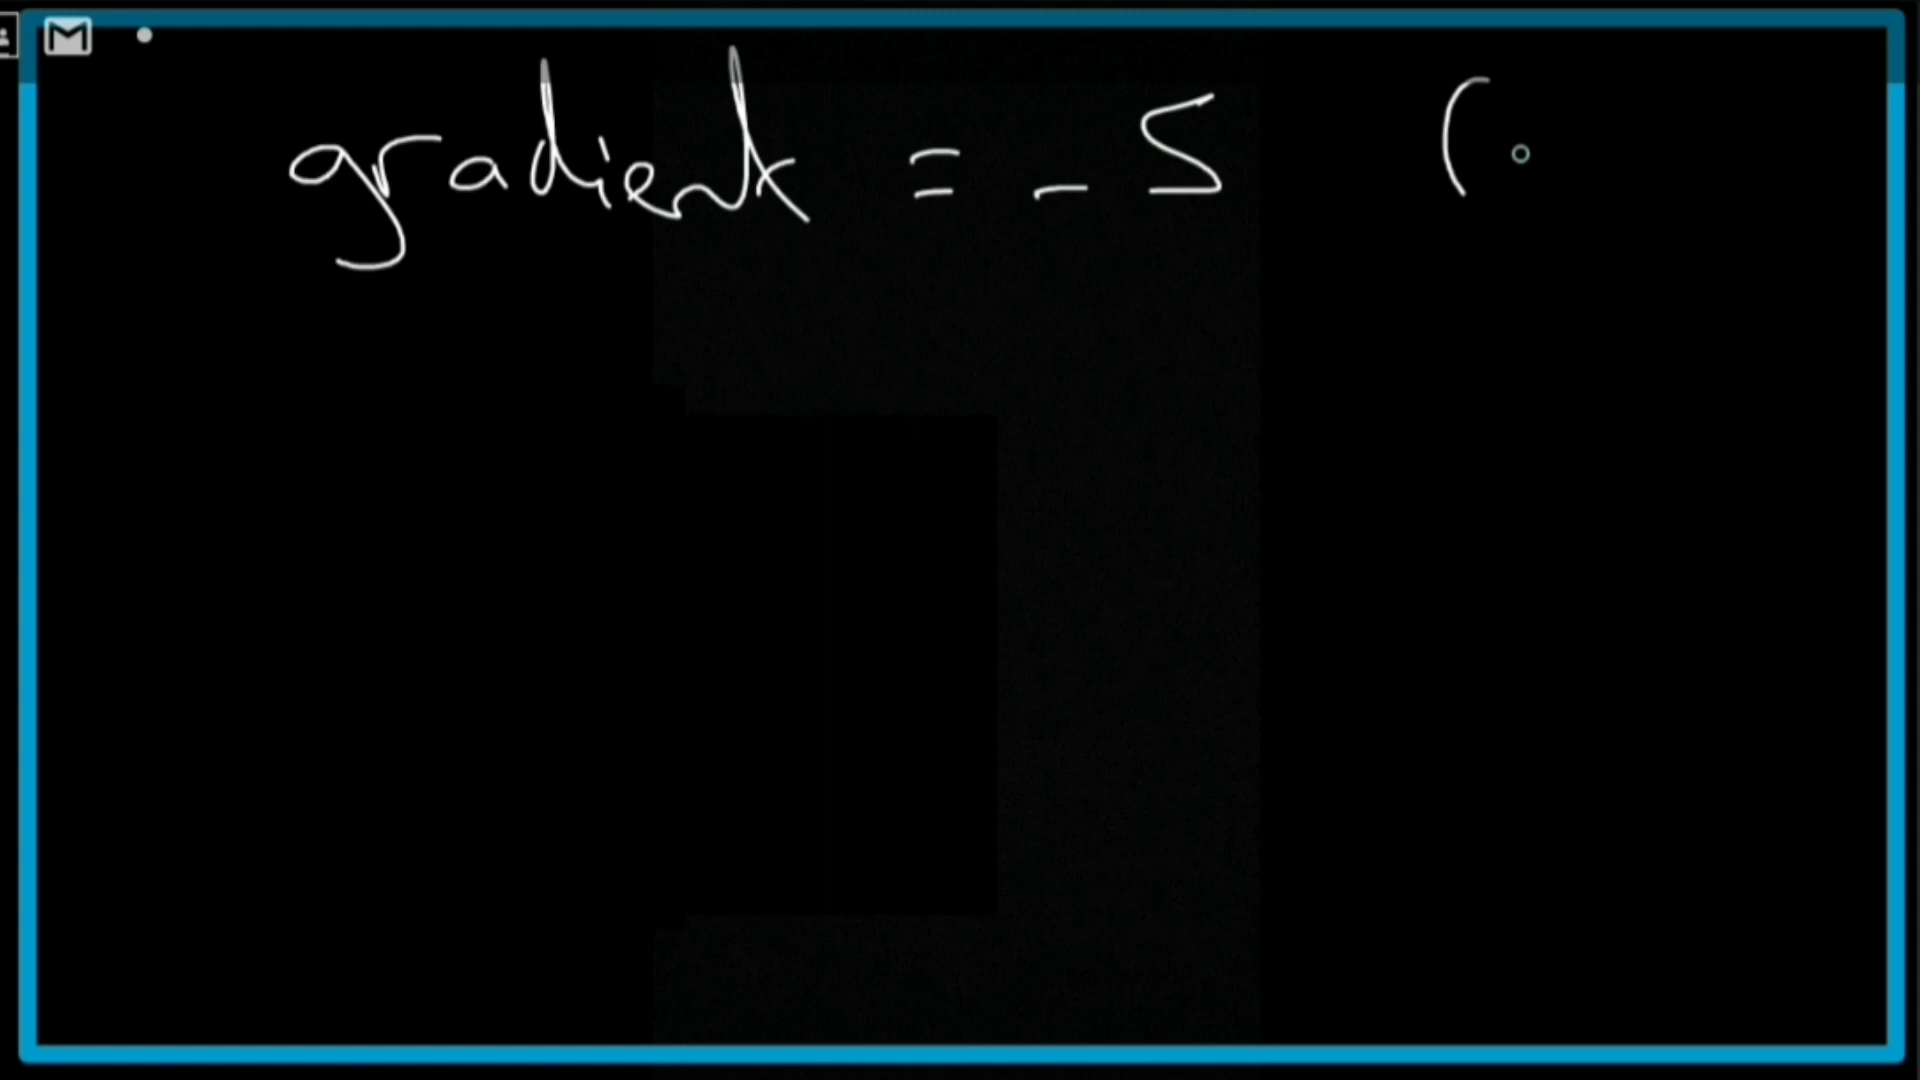 gradient = - 5 (